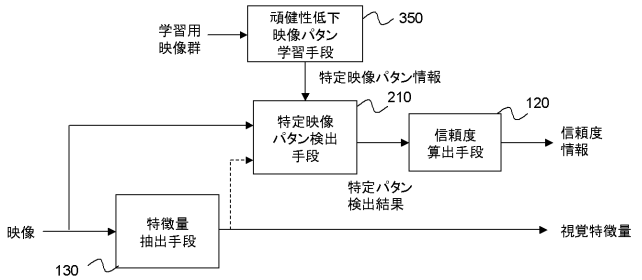 学習用
映像群
頑健性低下
映像パタン
学習手段
350
特定映像パタン情報
210
特定映像
パタン検出
手段
120
信頼度
算出手段
信頼度
情報
特定パタン
検出結果
映像
特徴量
抽出手段
130
視覚特徴量